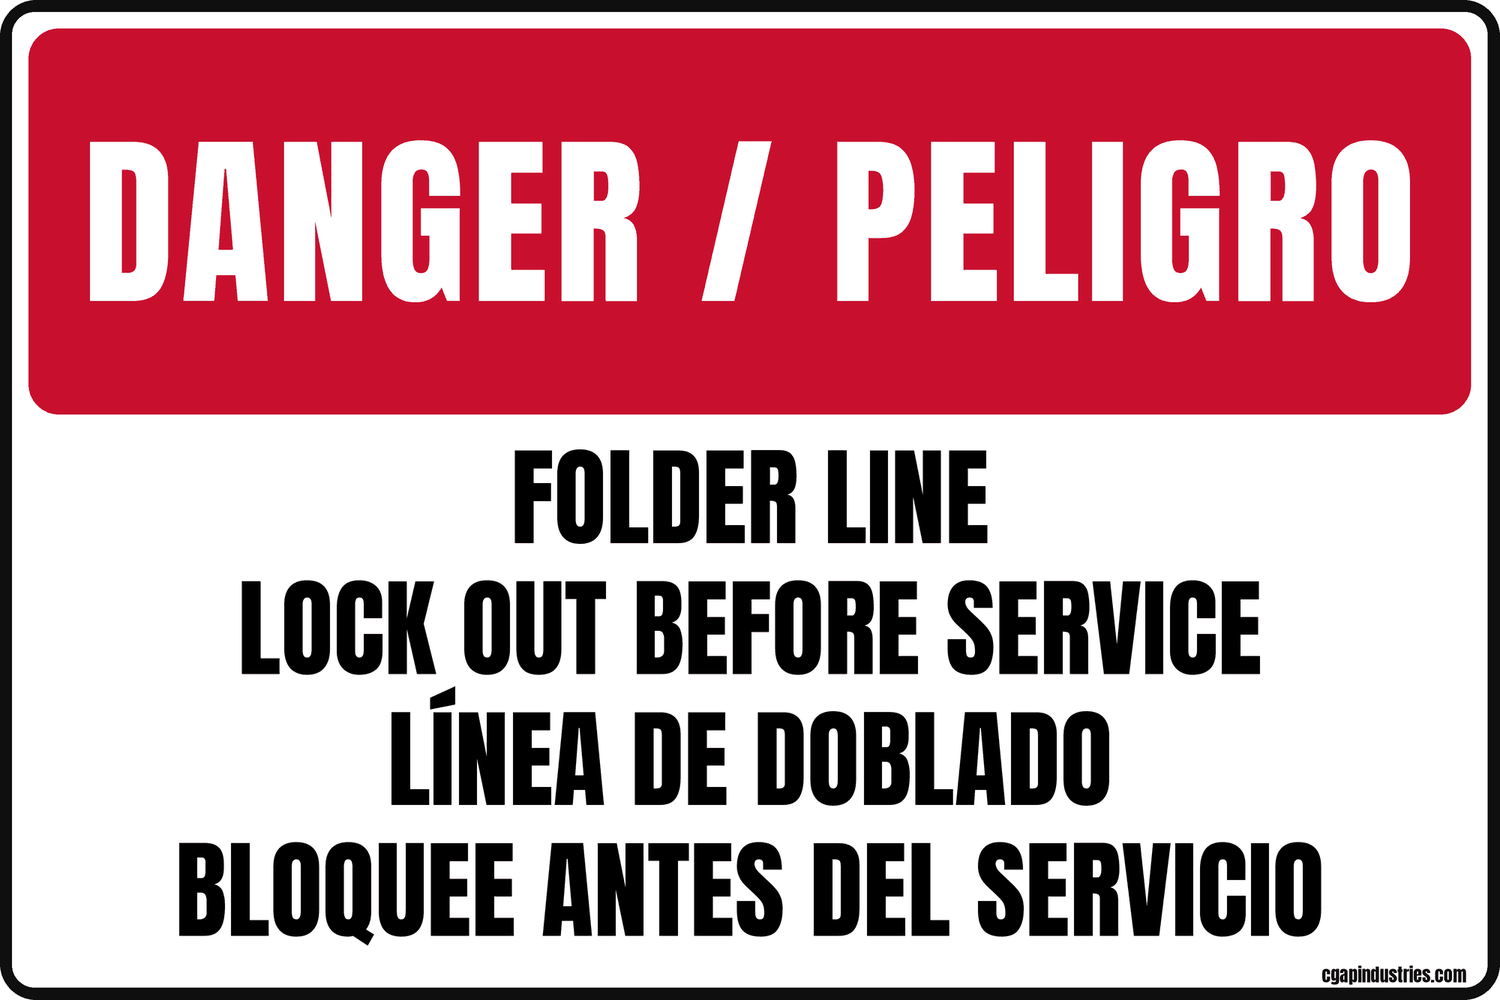 DANGER / PELIGRO
FOLDER LINE
LOCK OUT BEFORE SERVICE
LÍNEA DE DOBLADO
BLOQUEE ANTES DEL SERVICIO
cgapindustries.com